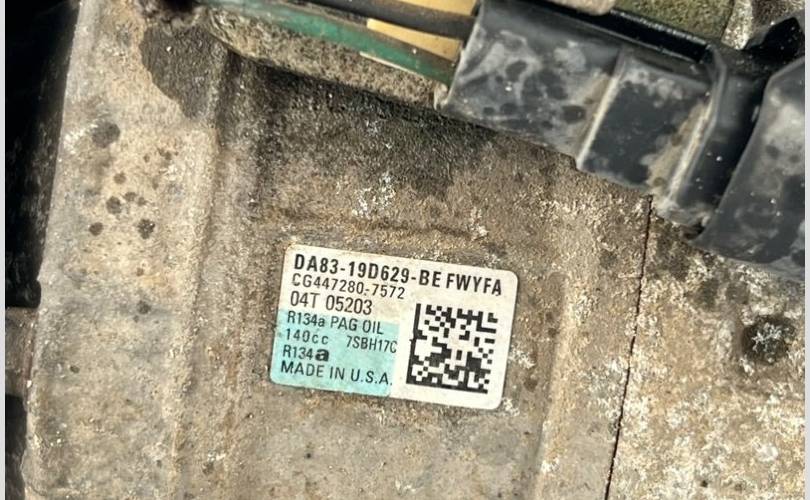 DA83-19D629-BE FWYFA
CG447280-7572
04T 05203
R134a PAG OIL
140cc 7SBH17C
R134a
MADE IN U.S.A.